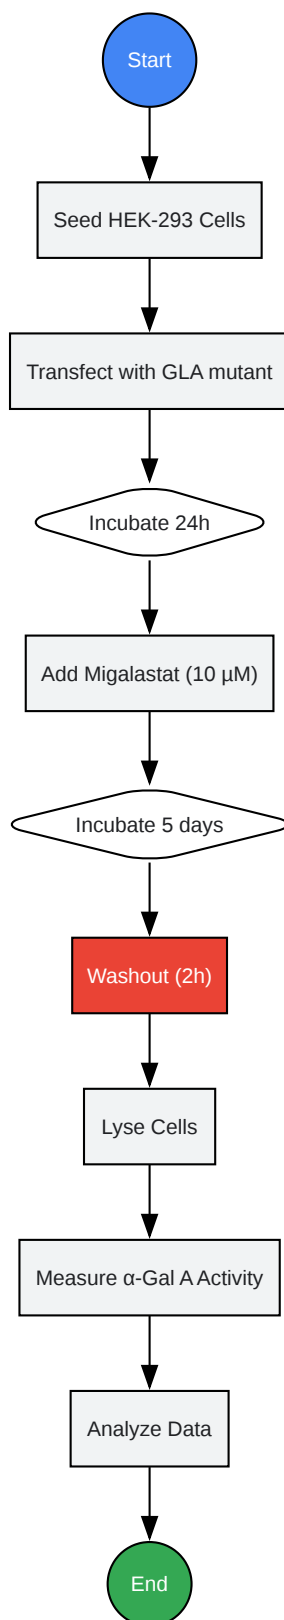 Start
Seed HEK-293 Cells
Transfect with GLA mutant
Incubate 24h
Add Migalastat (10 µM)
Incubate 5 days
Washout (2h)
Lyse Cells
Measure α-Gal A Activity
Analyze Data
End